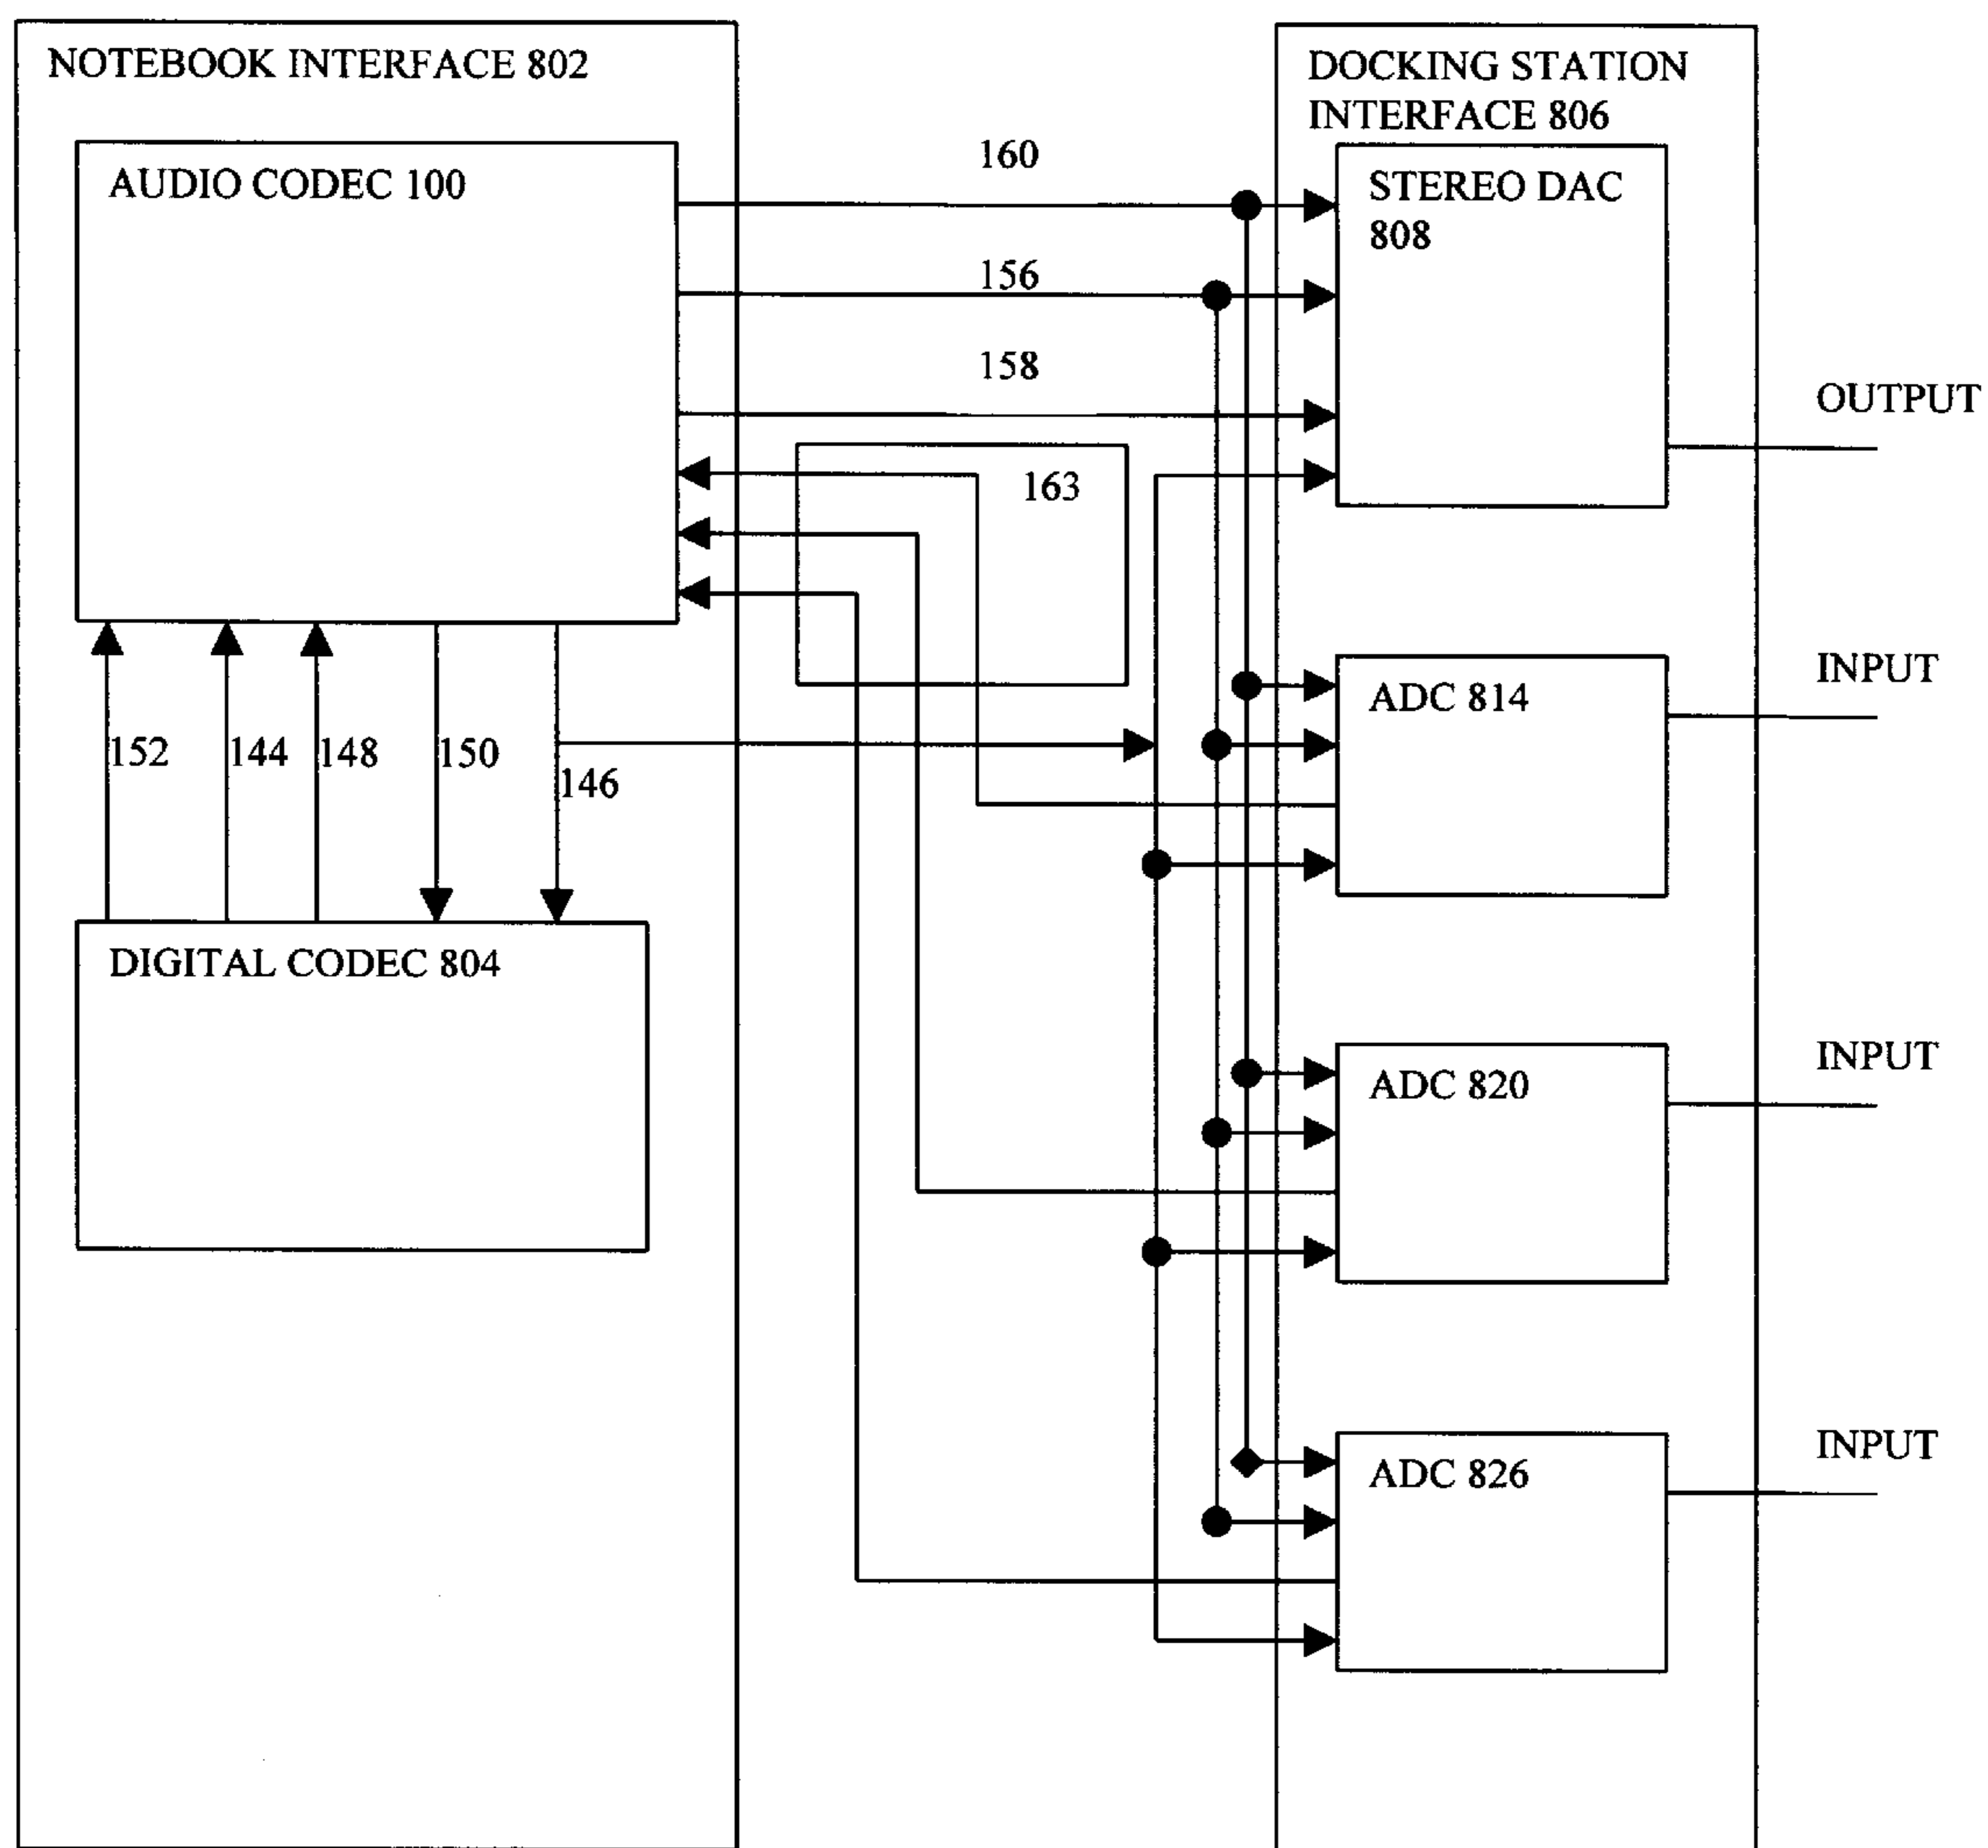 NOTEBOOK INTERFACE 802
DOCKING STATION
INTERFACE 806
AUDIO CODEC 100
160
STEREO DAC
808
156
158
OUTPUT
163
INPUT
ADC 814
152
144
148
150
146
DIGITAL CODEC 804
INPUT
ADC 820
INPUT
ADC 826